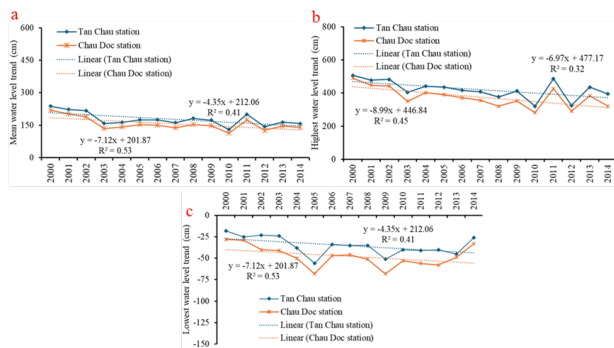 a
Mean water level trend (cm)
600
450
300
150
0
Tan Chau station
Chau Doc station
Linear (Tan Chau station)
Linear (Chau Doc station)
y = -4.35x + 212.06
R² = 0.41
y = -7.12x + 201.87
R² = 0.53
2000 2001 2002 2003 2004 2005 2006 2007 2008 2009 2010 2011 2012 2013 2014
b
Highest water level trend (cm)
800
600
400
200
0
Tan Chau station
Chau Doc station
Linear (Tan Chau station)
Linear (Chau Doc station)
y = -6.97x + 477.17
R² = 0.32
y = -8.99x + 446.84
R² = 0.45
2000 2001 2002 2003 2004 2005 2006 2007 2008 2009 2010 2011 2012 2013 2014
c
2000 2001 2002 2003 2004 2005 2006 2007 2008 2009 2010 2011 2012 2013 2014
Lowest water level trend (cm)
0
-25
-50
-75
-100
-125
-150
y = -4.35x + 212.06
R² = 0.41
y = -7.12x + 201.87
R² = 0.53
Tan Chau station
Chau Doc station
Linear (Tan Chau station)
Linear (Chau Doc station)